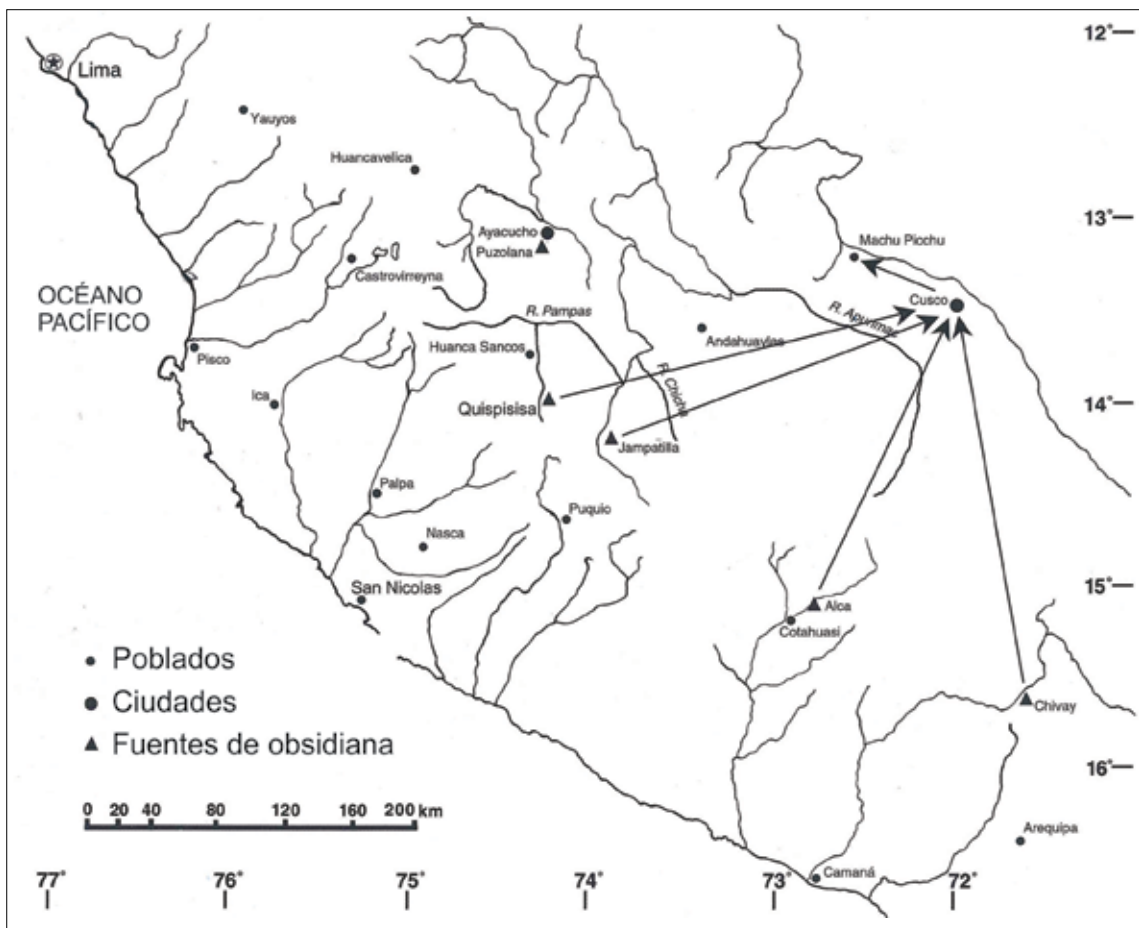 12°
Lima
Yauyos
Huancavelica
13°
Ayacucho
Puzolana
Machu Picchu
Castrovirreyna
OCÉANO
PACÍFICO
Cusco
R. Pampas
R. Apurimac
Huanca Sancos
Andahuaylas
Pisco
R. Chicha
Ica
Quispisisa
14°
Jampatilla
Palpa
Puquio
Nasca
San Nicolas
15°
Alca
Cotahuasi
Poblados
Ciudades
Fuentes de obsidiana
Chivay
16°
0 20 40 80 120 160 200 km
Arequipa
Camaná
77° 76° 75° 74° 73° 72°